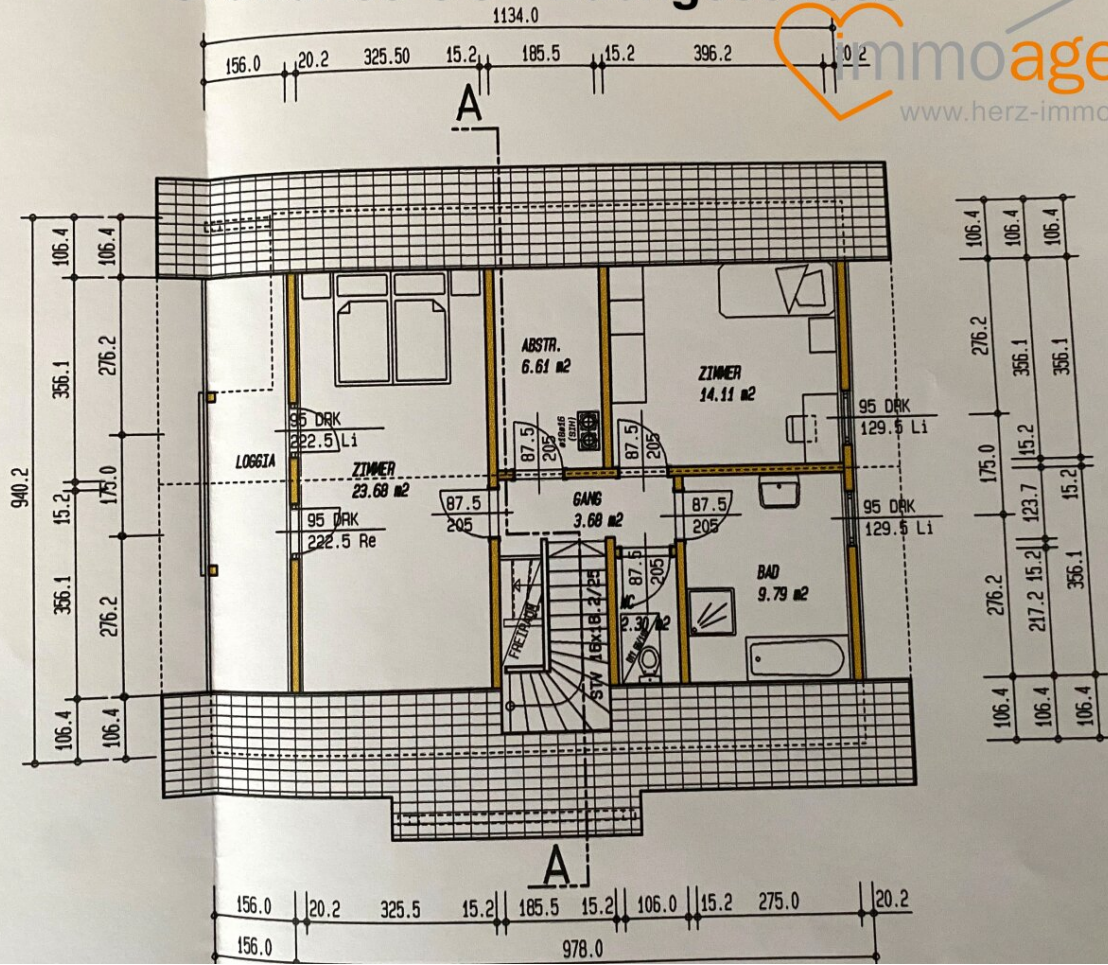 1134.0
156.0 20.2 325.50 15.2 185.5 15.2 396.2 20.2
immoage
www.herz-immo
A
106.4 106.4
356.1 276.2
940.2 15.2 175.0
356.1 276.2
106.4 106.4
106.4 106.4 106.4
276.2 356.1 356.1
175.0 15.2 15.2
123.7
276.2 217.2 15.2 356.1
106.4 106.4 106.4
ABSTR.
6.61 m2
ZIMMER
14.11 m2
95 DRK
222.5 Li
LOGGIA
ZIMMER
23.68 m2
87.5
205
87.5
205
95 DRK
129.5 Li
95 DRK
222.5 Re
87.5
205
GANG
3.68 m2
87.5
205
95 DRK
129.5 Li
87.5
205
BAD
9.79 m2
WC
2.30 m2
FREIRAUM
STV 16x18.2/25
A
156.0 20.2 325.5 15.2 185.5 15.2 106.0 15.2 275.0 20.2
156.0 978.0